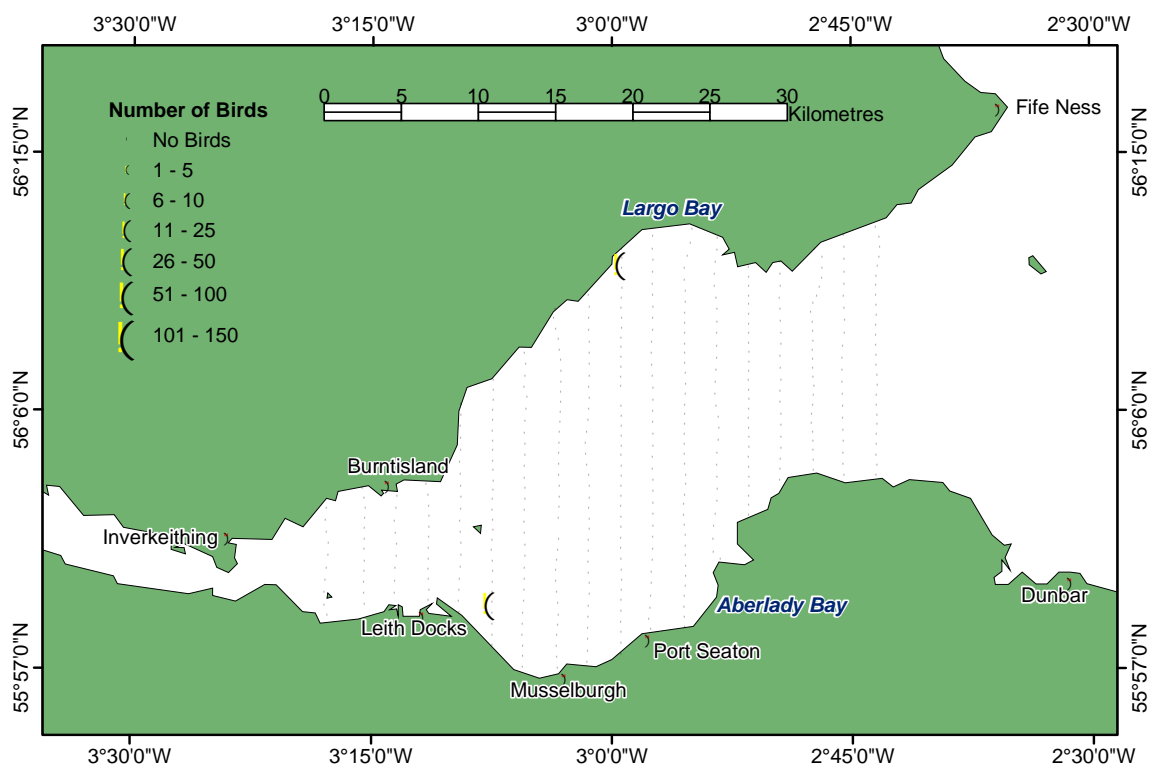 3°30'0"W 3°15'0"W 3°0'0"W 2°45'0"W 2°30'0"W
0 5 10 15 20 25 30
Kilometres
Number of Birds
No Birds
1 - 5
6 - 10
11 - 25
26 - 50
51 - 100
101 - 150
Fife Ness
56°15'0"N 56°15'0"N
Largo Bay
56°6'0"N 56°6'0"N
Burntisland
Inverkeithing
Leith Docks
Aberlady Bay
Dunbar
Port Seaton
Musselburgh
55°57'0"N 55°57'0"N
3°30'0"W 3°15'0"W 3°0'0"W 2°45'0"W 2°30'0"W